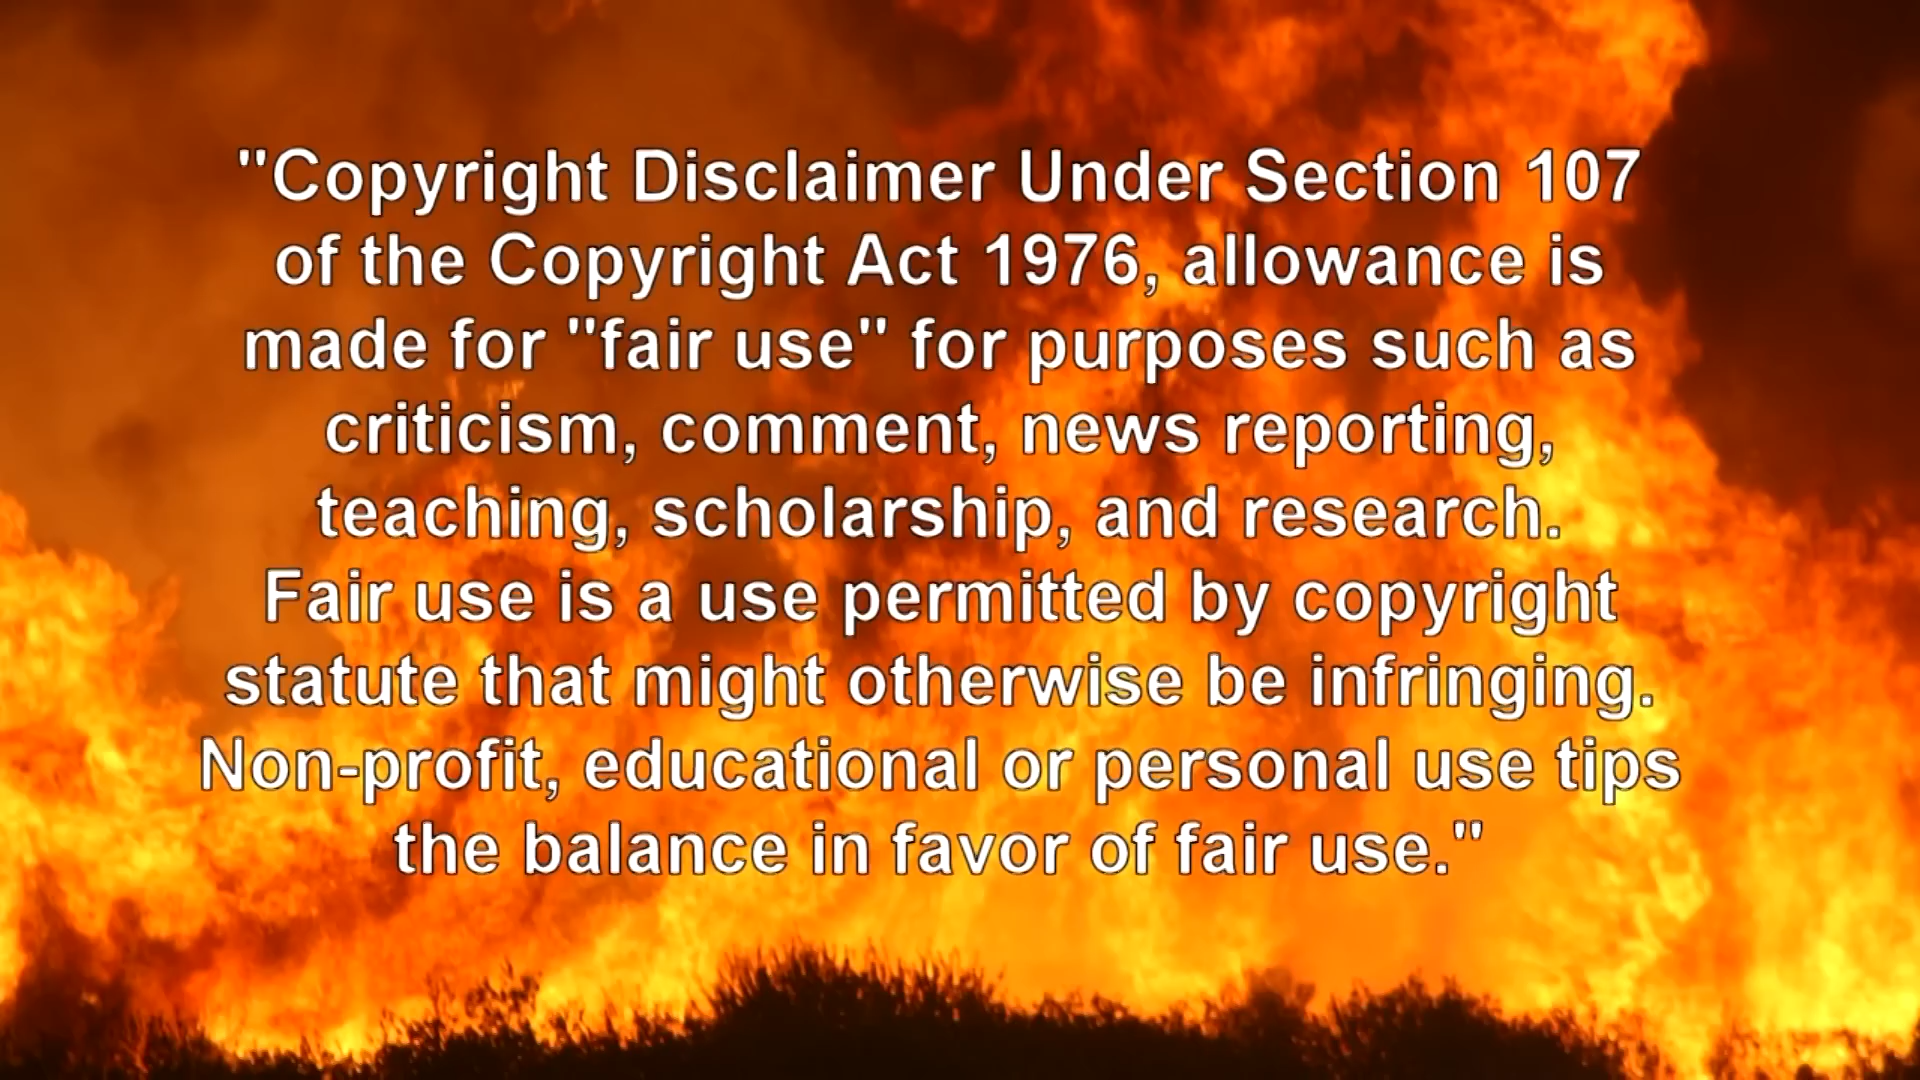 "Copyright Disclaimer Under Section 107
of the Copyright Act 1976, allowance is
made for "fair use" for purposes such as
criticism, comment, news reporting,
teaching, scholarship, and research.
Fair use is a use permitted by copyright
statute that might otherwise be infringing.
Non-profit, educational or personal use tips
the balance in favor of fair use."